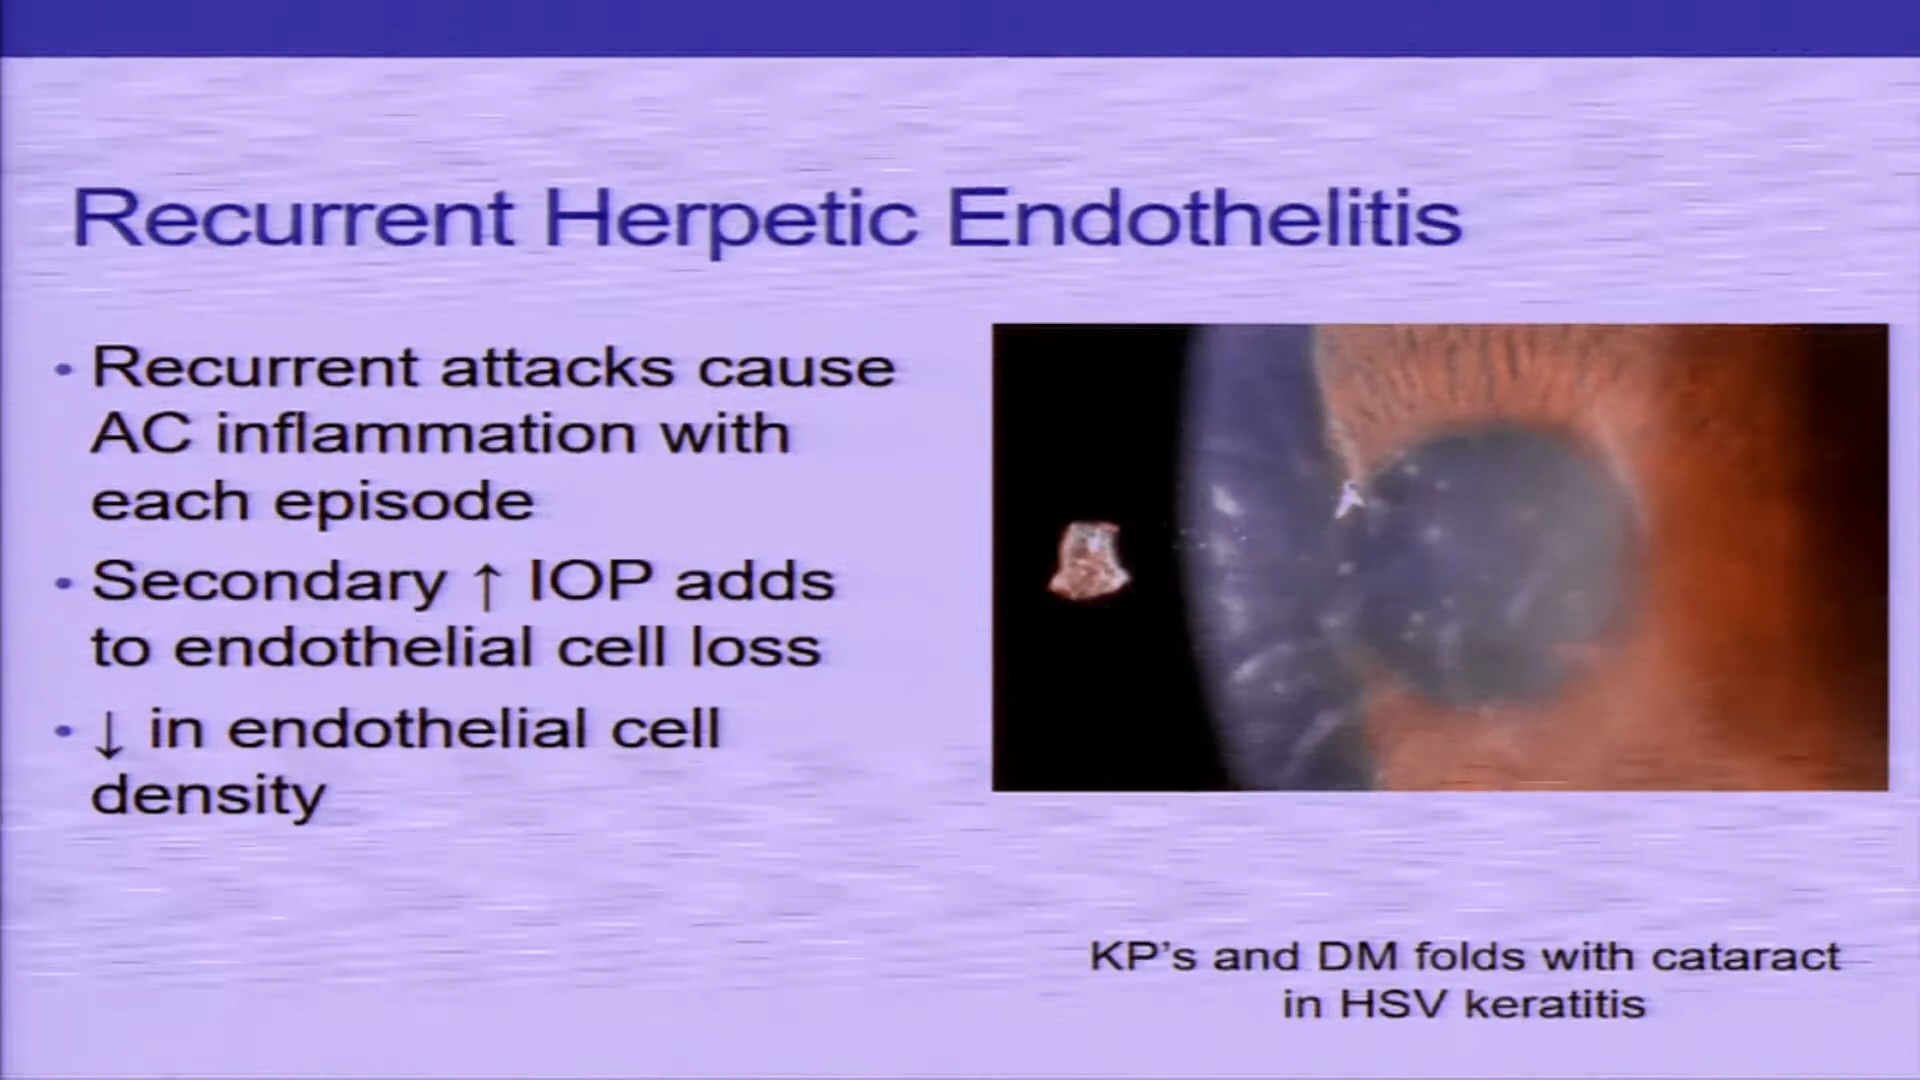 Recurrent Herpetic Endothelitis
• Recurrent attacks cause
AC inflammation with
each episode
• Secondary ↑ IOP adds
to endothelial cell loss
• ↓ in endothelial cell
density
KP's and DM folds with cataract
in HSV keratitis